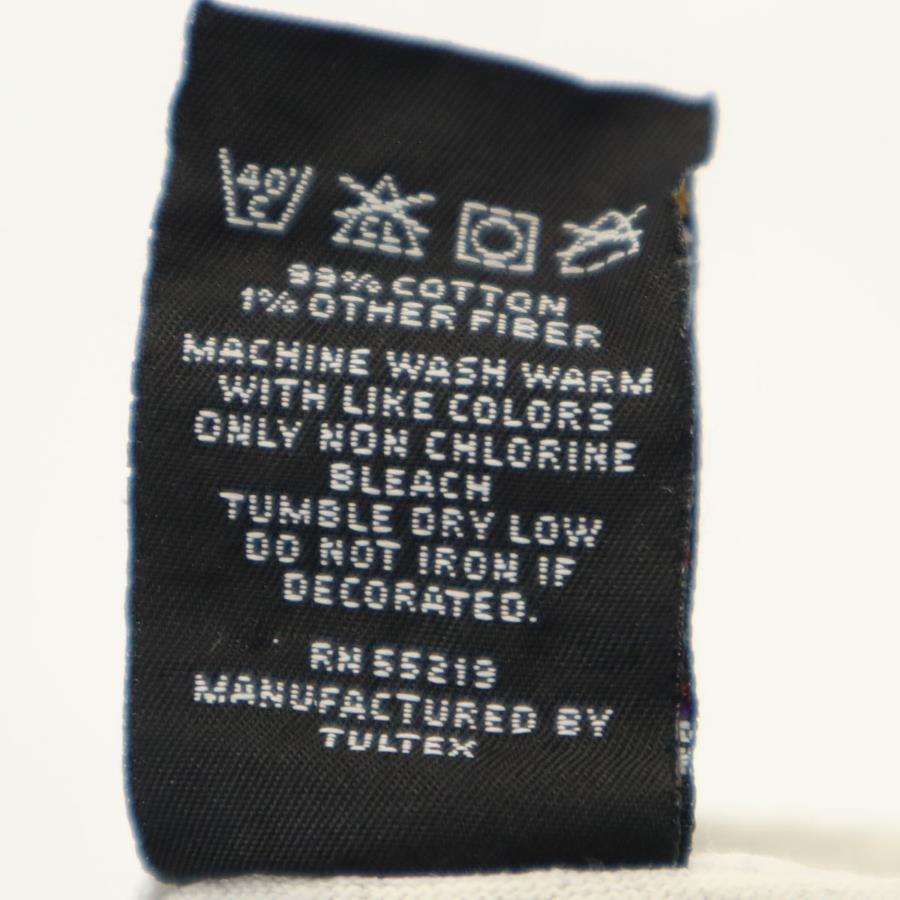 40°
C
CL
99% COTTON
1% OTHER FIBER
MACHINE WASH WARM
WITH LIKE COLORS
ONLY NON CHLORINE
BLEACH
TUMBLE DRY LOW
DO NOT IRON IF
DECORATED.
RN 55219
MANUFACTURED BY
TULTEX